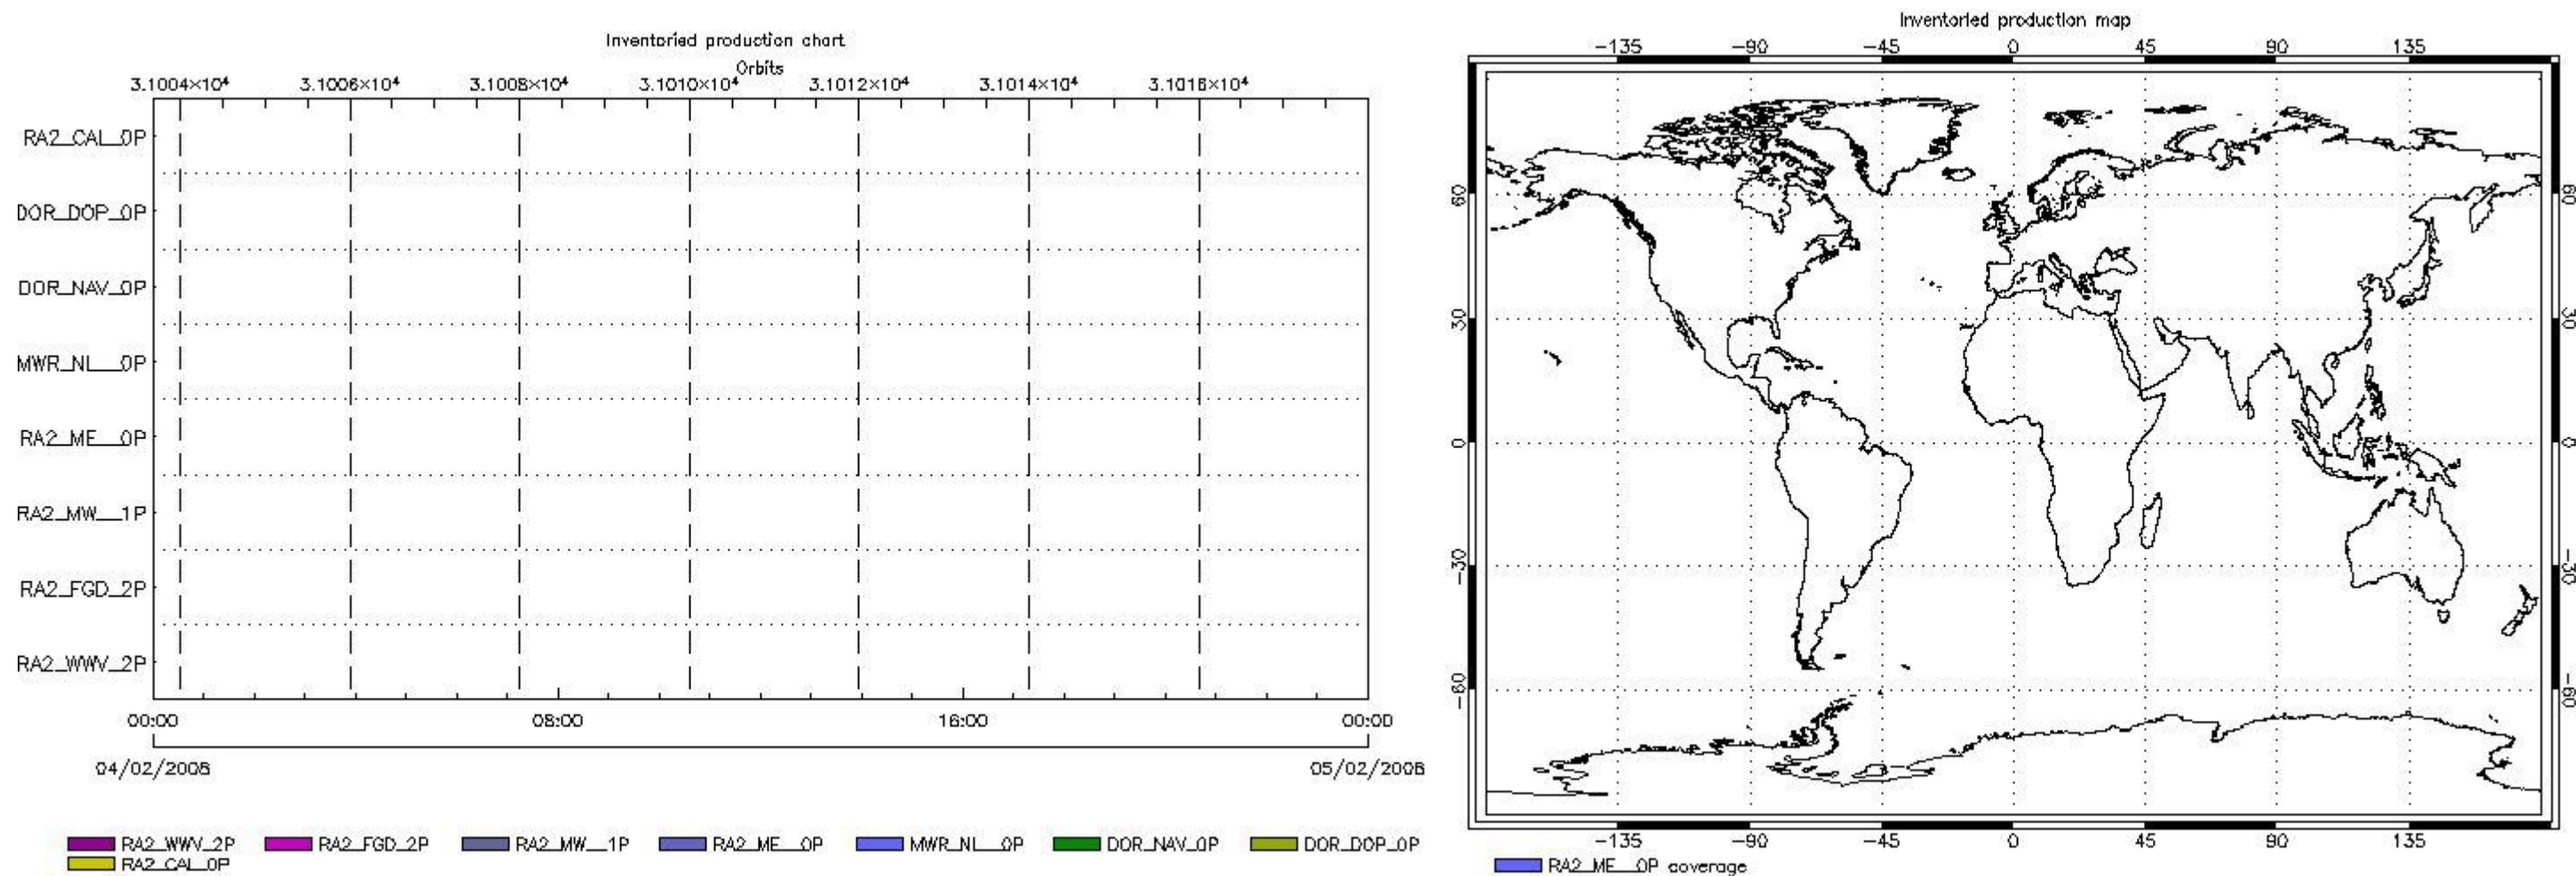 Inventoried production chart
Orbits
3.1004×10⁴ 3.1006×10⁴ 3.1008×10⁴ 3.1010×10⁴ 3.1012×10⁴ 3.1014×10⁴ 3.1016×10⁴
RA2_CAL_0P
DOR_DOP_0P
DOR_NAV_0P
MWR_NL__0P
RA2_ME__0P
RA2_MW__1P
RA2_FGD_2P
RA2_WWV_2P
00:00 08:00 16:00 00:00
04/02/2008 05/02/2008
RA2_WWV_2P RA2_FGD_2P RA2_MW__1P RA2_ME__0P MWR_NL__0P DOR_NAV_0P DOR_DOP_0P
RA2_CAL_0P
Inventoried production map
-135 -90 -45 0 45 90 135
60 60
30 30
0 0
-30 -30
-60 -60
-135 -90 -45 0 45 90 135
RA2_ME__0P coverage